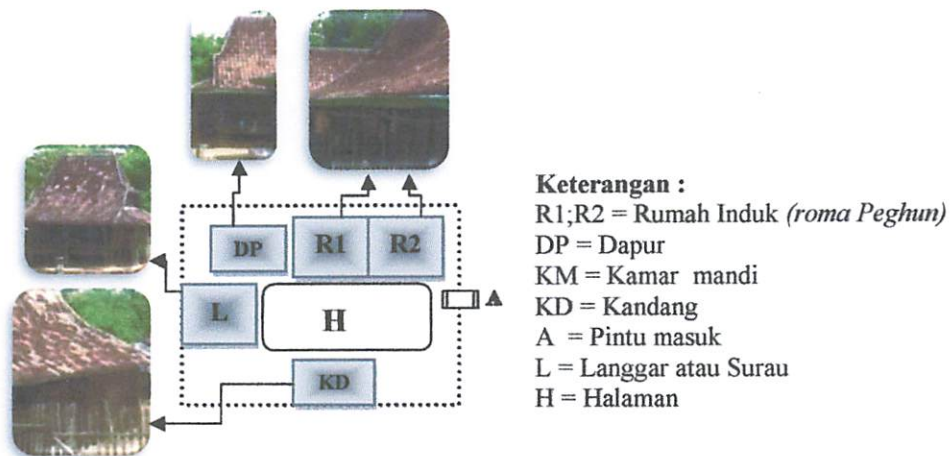 DP
R1
R2
A
L
H
KD
Keterangan :
R1;R2 = Rumah Induk (roma Peghun)
DP = Dapur
KM = Kamar mandi
KD = Kandang
A = Pintu masuk
L = Langgar atau Surau
H = Halaman